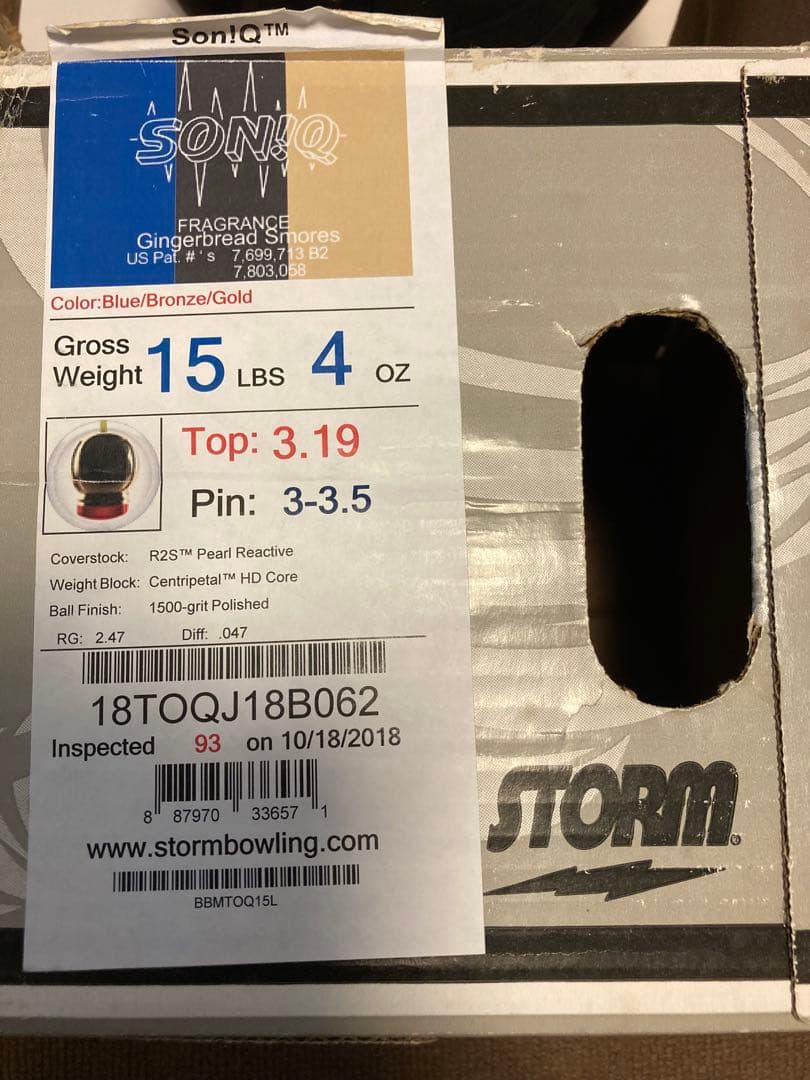 Son!Q™
SON!Q
FRAGRANCE
Gingerbread Smores
US Pat. # ' s 7,699,713 B2
7,803,058
Color:Blue/Bronze/Gold
Gross
Weight 15 LBS 4 OZ
Top: 3.19
Pin: 3-3.5
Coverstock: R2S™ Pearl Reactive
Weight Block: Centripetal™ HD Core
Ball Finish: 1500-grit Polished
RG: 2.47 Diff: .047
18TOQJ18B062
Inspected 93 on 10/18/2018
8 87970 33657 1
www.stormbowling.com
BBMTOQ15L
STORM®